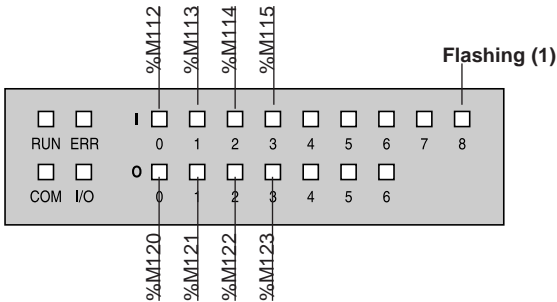 %M112 %M113 %M114 %M115
Flashing (1)
I
RUN ERR 0 1 2 3 4 5 6 7 8
O
COM I/O 0 1 2 3 4 5 6
%M120 %M121 %M122 %M123